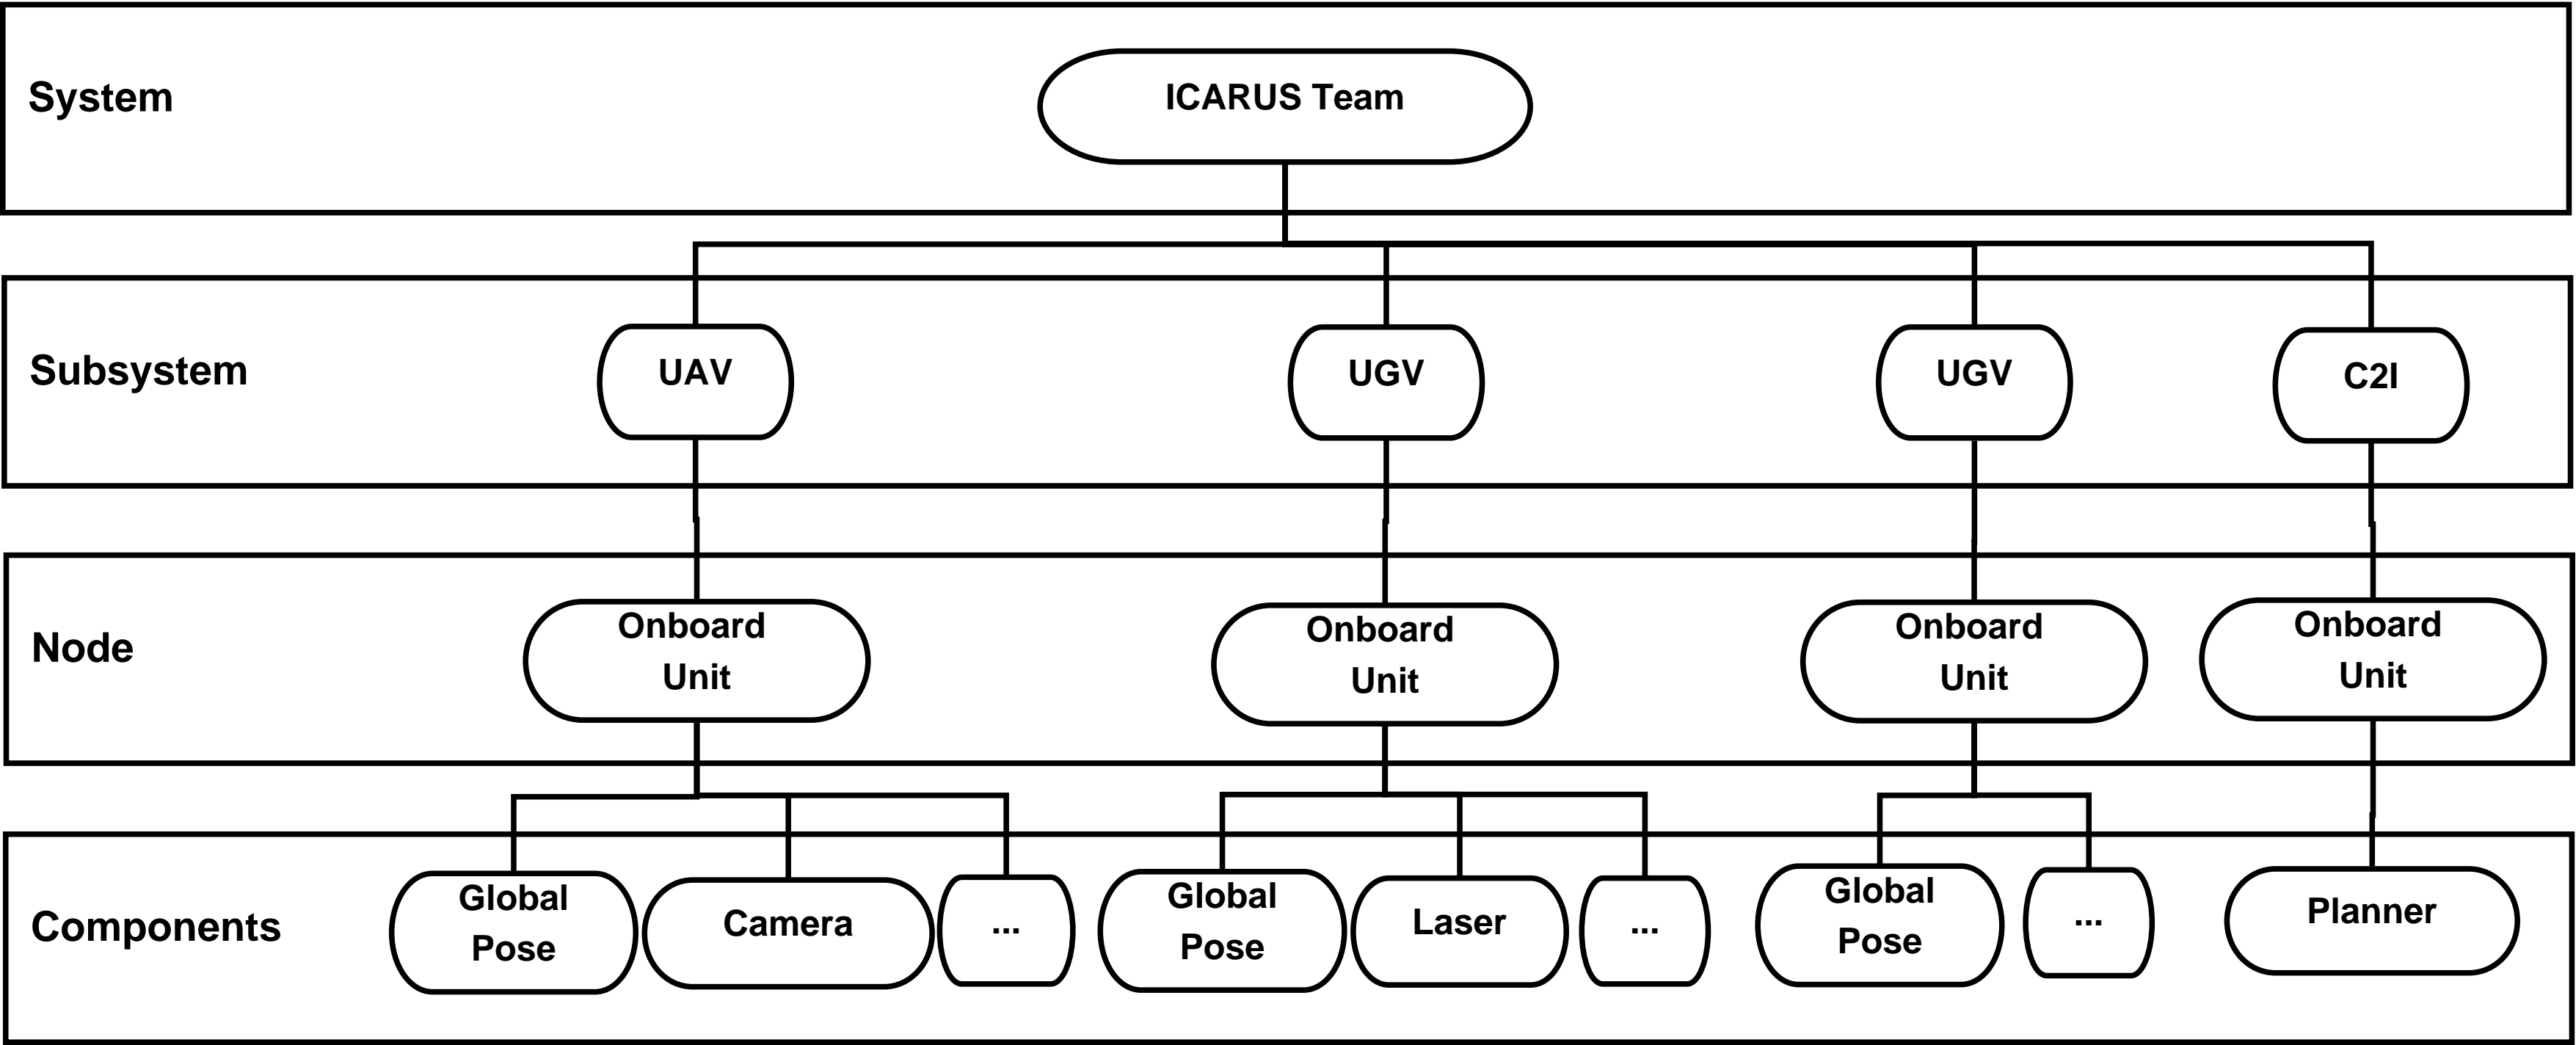 System
ICARUS Team
Subsystem
UAV
UGV
UGV
C2I
Node
Onboard
Unit
Onboard
Unit
Onboard
Unit
Onboard
Unit
Components
Global
Pose
Camera
...
Global
Pose
Laser
...
Global
Pose
...
Planner